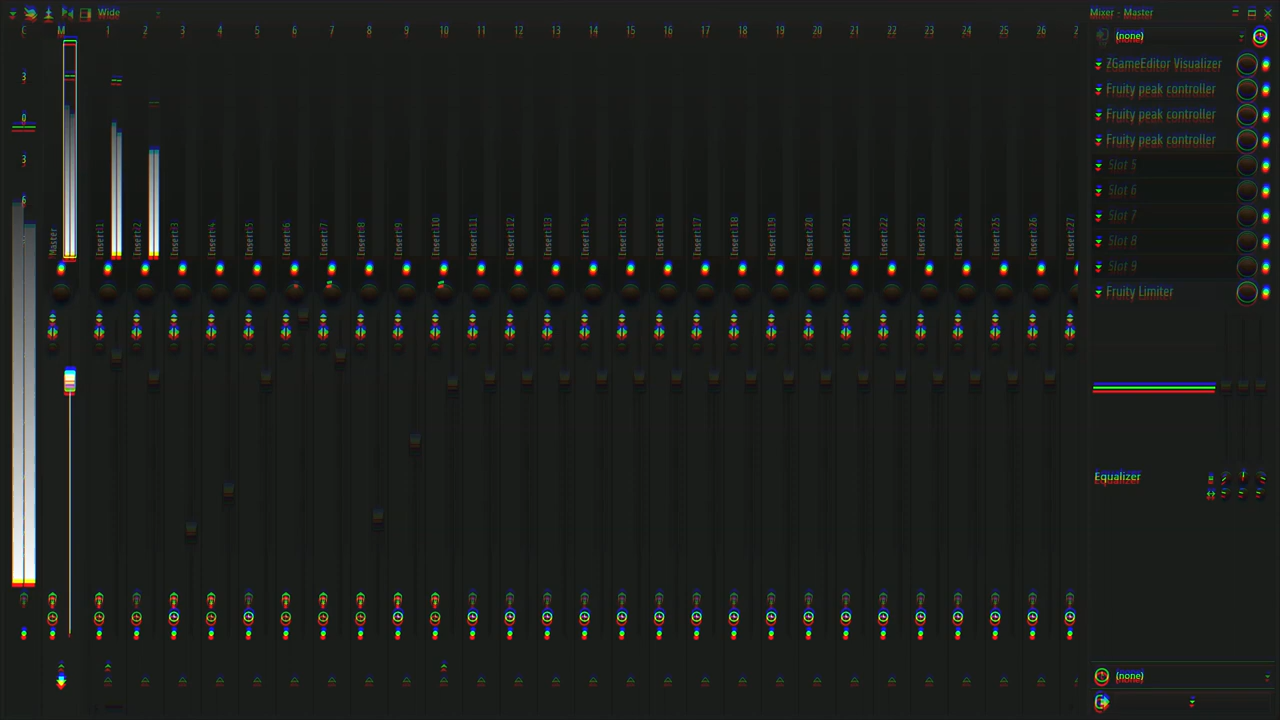 Wide
Mixer - Master
C M 1 2 3 4 5 6 7 8 9 10 11 12 13 14 15 16 17 18 19 20 21 22 23 24 25 26 2
(none)
3
ZGameEditor Visualizer
Fruity peak controller
0
Fruity peak controller
Fruity peak controller
3
Slot 5
Slot 6
6
Slot 7
Slot 8
Slot 9
Master
Insert 1
Insert 2
Insert 3
Insert 4
Insert 5
Insert 6
Insert 7
Insert 8
Insert 9
Insert 10
Insert 11
Insert 12
Insert 13
Insert 14
Insert 15
Insert 16
Insert 17
Insert 18
Insert 19
Insert 20
Insert 21
Insert 22
Insert 23
Insert 24
Insert 25
Insert 26
Insert 27
Fruity Limiter
Equalizer
(none)